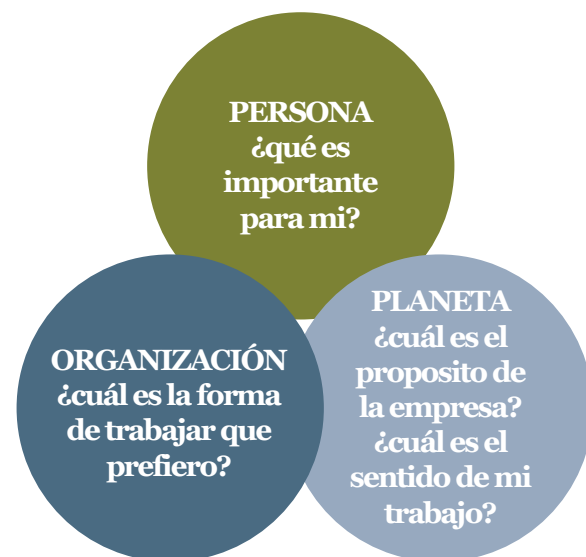 PERSONA
¿qué es
importante
para mi?
ORGANIZACIÓN
¿cuál es la forma
de trabajar que
prefiero?
PLANETA
¿cuál es el
proposito de
la empresa?
¿cuál es el
sentido de mi
trabajo?